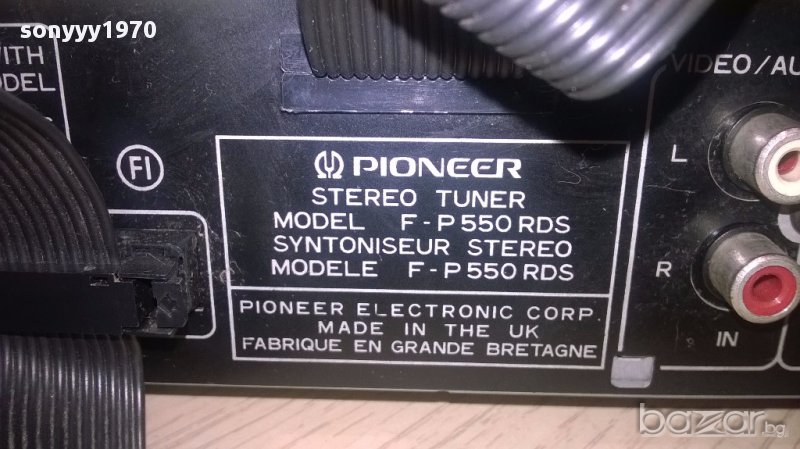 sonyyy1970
WITH
MODEL
FI
PIONEER
STEREO TUNER
MODEL F-P550RDS
SYNTONISEUR STEREO
MODELE F-P550RDS
PIONEER ELECTRONIC CORP.
MADE IN THE UK
FABRIQUE EN GRANDE BRETAGNE
VIDEO/AU
L
R
IN
bazar.bg